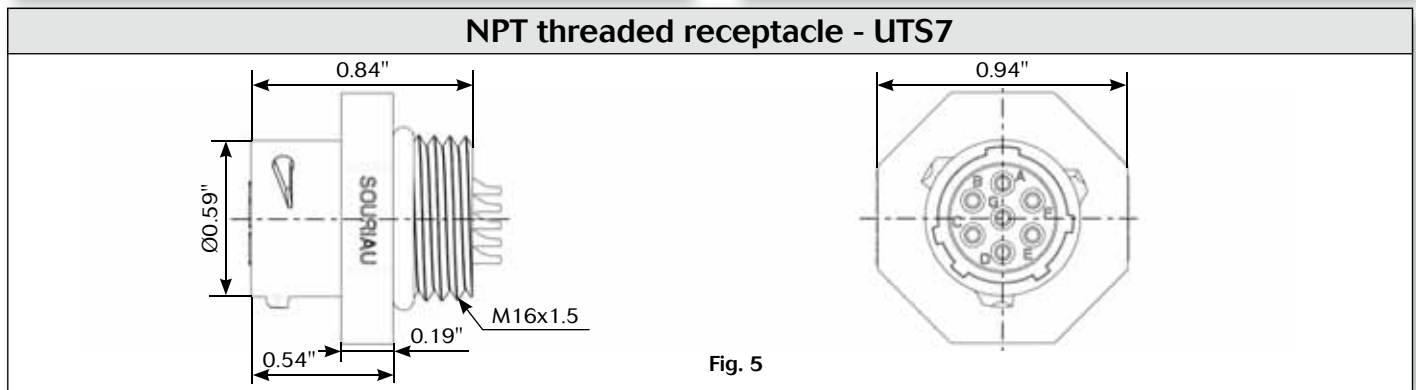 NPT threaded receptacle - UTS7
0.84"
0.94"
Ø0.59"
SOURIAU
A
B
G
E
C
D
E
M16x1.5
0.19"
0.54"
Fig. 5